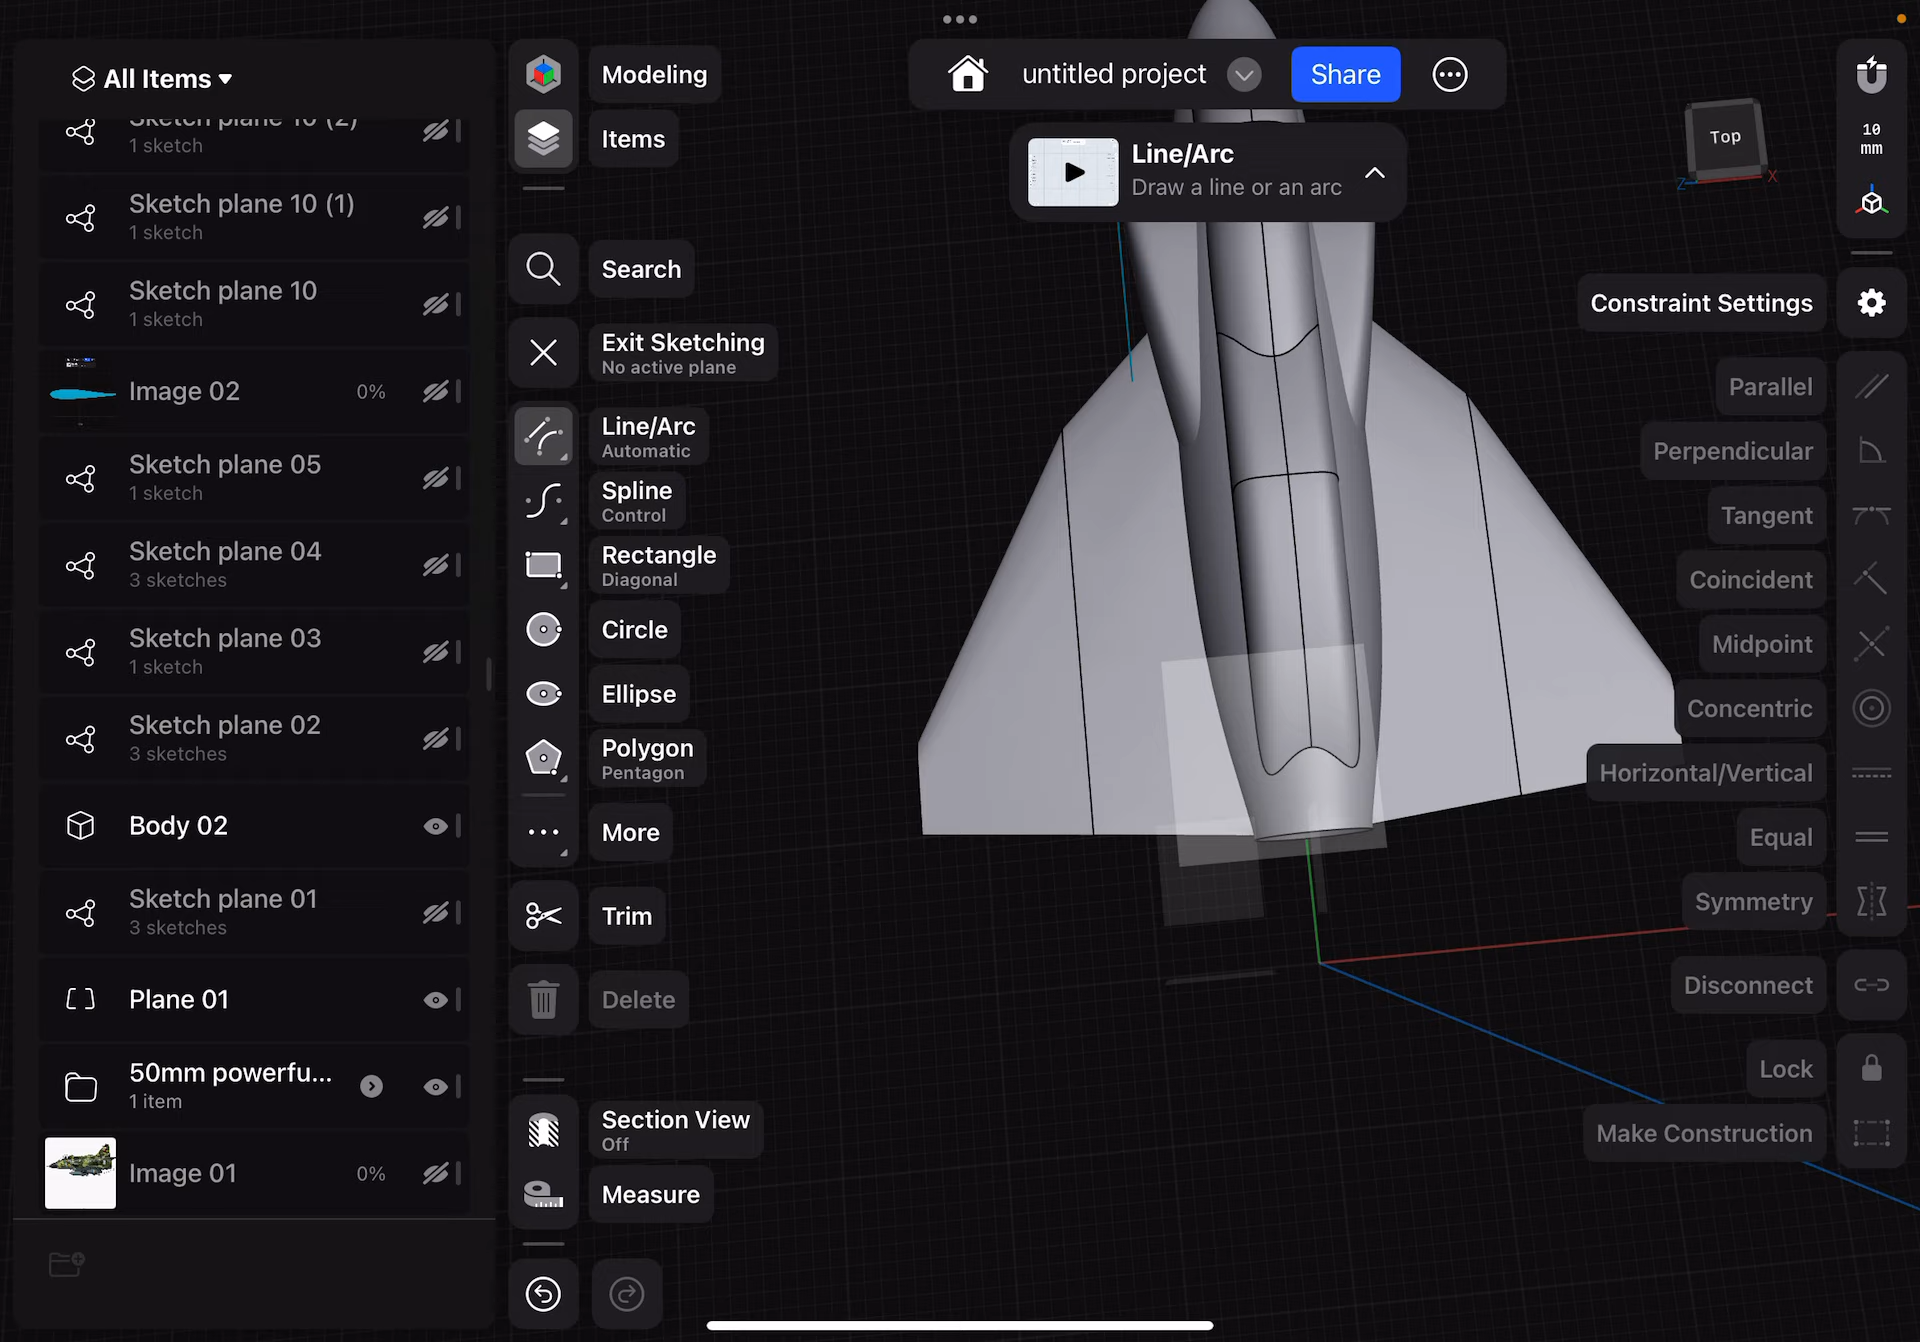 All Items
Sketch plane 10 (2)
1 sketch
Sketch plane 10 (1)
1 sketch
Sketch plane 10
1 sketch
Image 02
0%
Sketch plane 05
1 sketch
Sketch plane 04
3 sketches
Sketch plane 03
1 sketch
Sketch plane 02
3 sketches
Body 02
Sketch plane 01
3 sketches
Plane 01
50mm powerfu...
1 item
Image 01
0%
Modeling
Items
Search
Exit Sketching
No active plane
Line/Arc
Automatic
Spline
Control
Rectangle
Diagonal
Circle
Ellipse
Polygon
Pentagon
More
Trim
Delete
Section View
Off
Measure
untitled project
Share
Line/Arc
Draw a line or an arc
Top
Z
X
10
mm
Constraint Settings
Parallel
Perpendicular
Tangent
Coincident
Midpoint
Concentric
Horizontal/Vertical
Equal
Symmetry
Disconnect
Lock
Make Construction